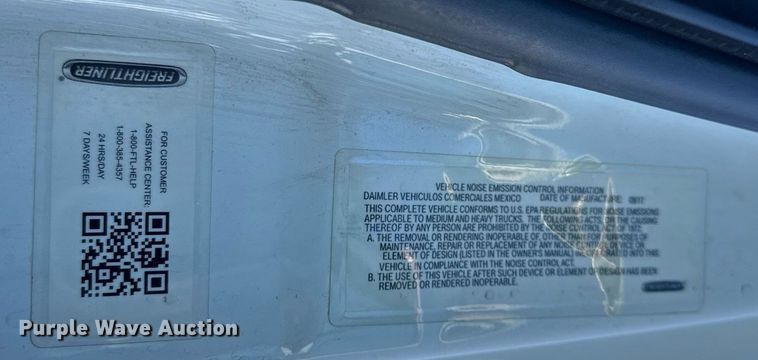 FREIGHTLINER
FOR CUSTOMER
ASSISTANCE CENTER:
1-800-FTL-HELP
1-800-385-4357
24 HRS/DAY
7 DAYS/WEEK
VEHICLE NOISE EMISSION CONTROL INFORMATION
DAIMLER VEHICULOS COMERCIALES MEXICO DATE OF MANUFACTURE: 09/17
THIS COMPLETE VEHICLE CONFORMS TO U.S. EPA REGULATIONS FOR NOISE EMISSIONS
APPLICABLE TO MEDIUM AND HEAVY TRUCKS. THE FOLLOWING ACTS, OR THE CAUSING
THEREOF BY ANY PERSON ARE PROHIBITED BY THE NOISE CONTROL ACT OF 1972:
A. THE REMOVAL OR RENDERING INOPERABLE OF, OTHER THAN FOR PURPOSES OF
MAINTENANCE, REPAIR OR REPLACEMENT OF ANY NOISE CONTROL DEVICE OR
ELEMENT OF DESIGN (LISTED IN THE OWNER'S MANUAL) INCORPORATED INTO THIS
VEHICLE IN COMPLIANCE WITH THE NOISE CONTROL ACT.
B. THE USE OF THIS VEHICLE AFTER SUCH DEVICE OR ELEMENT OF DESIGN HAS BEEN
REMOVED OR RENDERED INOPERABLE.
FREIGHTLINER
Purple Wave Auction